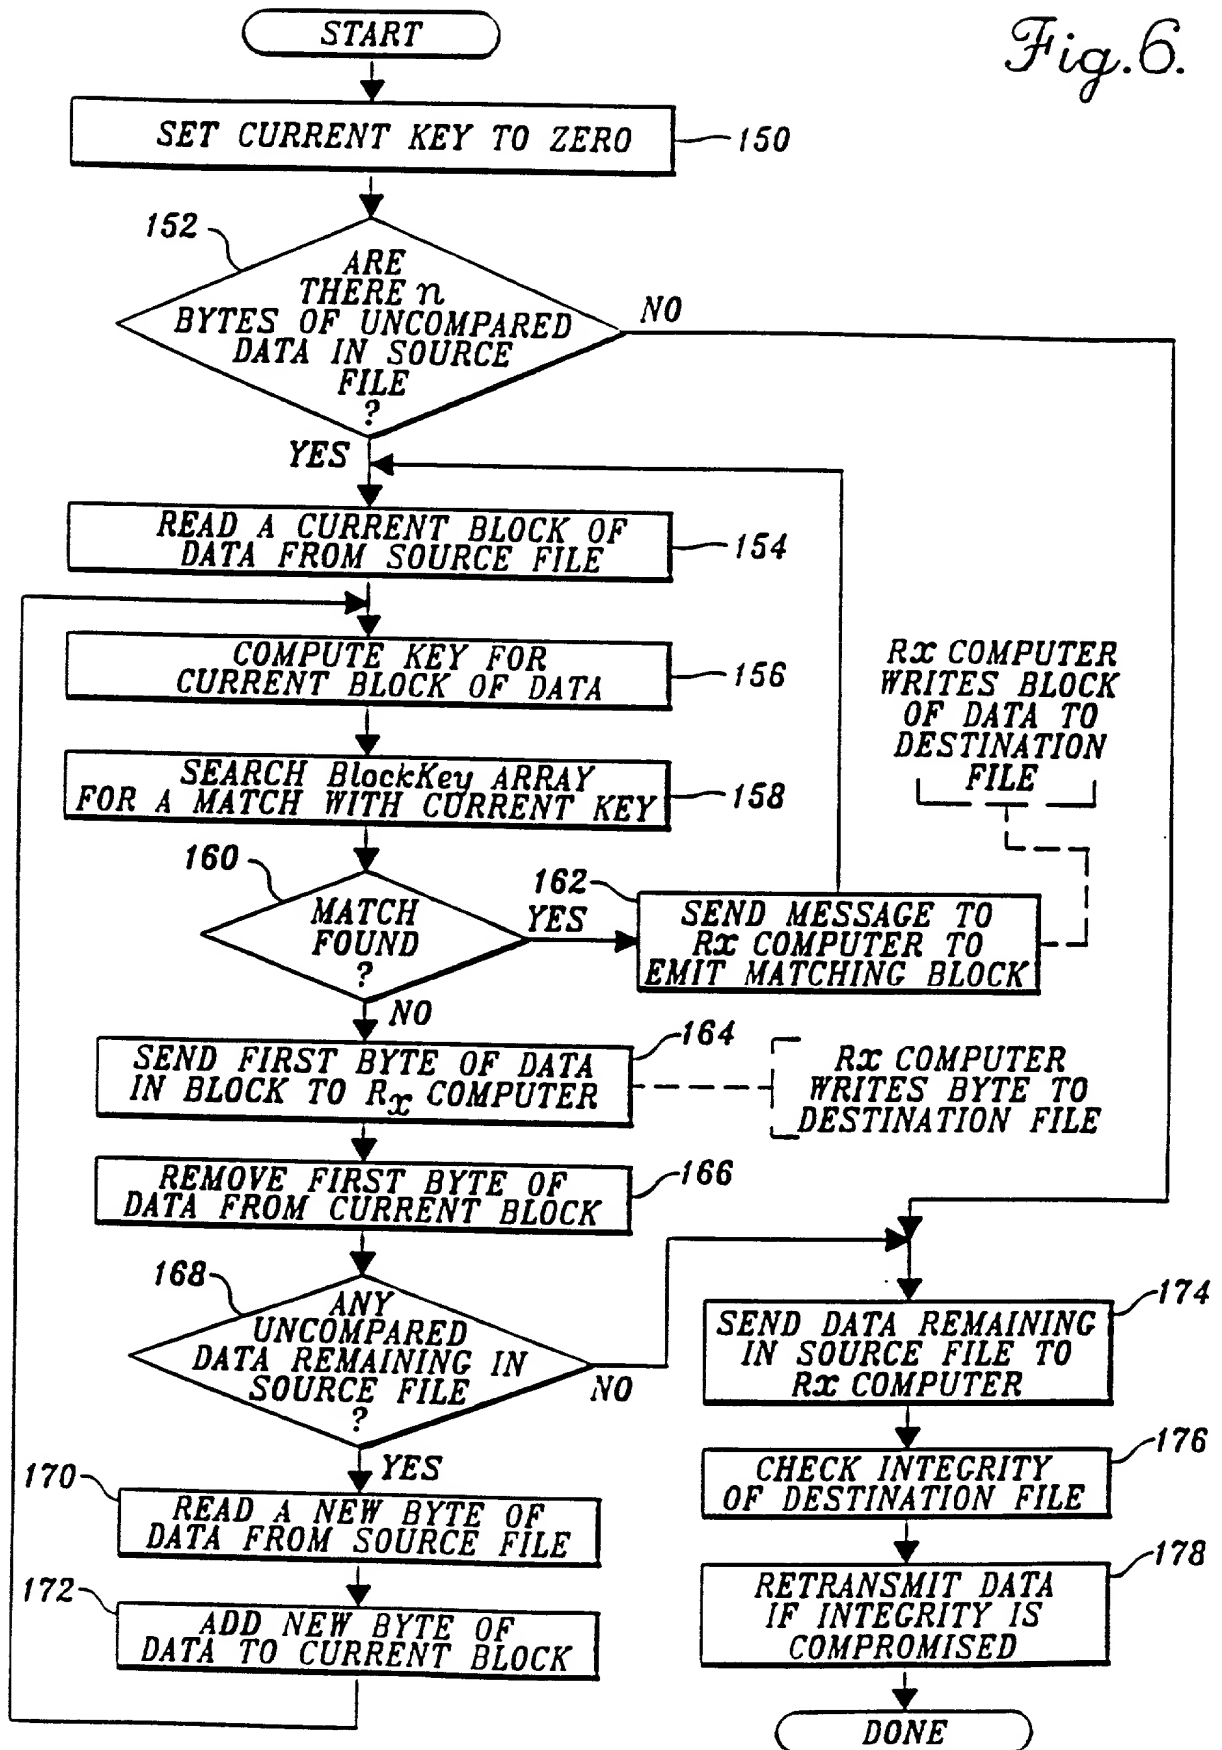 Fig.6.
START
SET CURRENT KEY TO ZERO
150
152
ARE
THERE n
BYTES OF UNCOMPARED
DATA IN SOURCE
FILE
?
NO
YES
READ A CURRENT BLOCK OF
DATA FROM SOURCE FILE
154
COMPUTE KEY FOR
CURRENT BLOCK OF DATA
156
SEARCH BlockKey ARRAY
FOR A MATCH WITH CURRENT KEY
158
RX COMPUTER
WRITES BLOCK
OF DATA TO
DESTINATION
FILE
160
MATCH
FOUND
?
YES
162
SEND MESSAGE TO
RX COMPUTER TO
EMIT MATCHING BLOCK
NO
SEND FIRST BYTE OF DATA
IN BLOCK TO Rx COMPUTER
164
RX COMPUTER
WRITES BYTE TO
DESTINATION FILE
REMOVE FIRST BYTE OF
DATA FROM CURRENT BLOCK
166
168
ANY
UNCOMPARED
DATA REMAINING IN
SOURCE FILE
?
NO
YES
170
READ A NEW BYTE OF
DATA FROM SOURCE FILE
172
ADD NEW BYTE OF
DATA TO CURRENT BLOCK
174
SEND DATA REMAINING
IN SOURCE FILE TO
RX COMPUTER
176
CHECK INTEGRITY
OF DESTINATION FILE
178
RETRANSMIT DATA
IF INTEGRITY IS
COMPROMISED
DONE